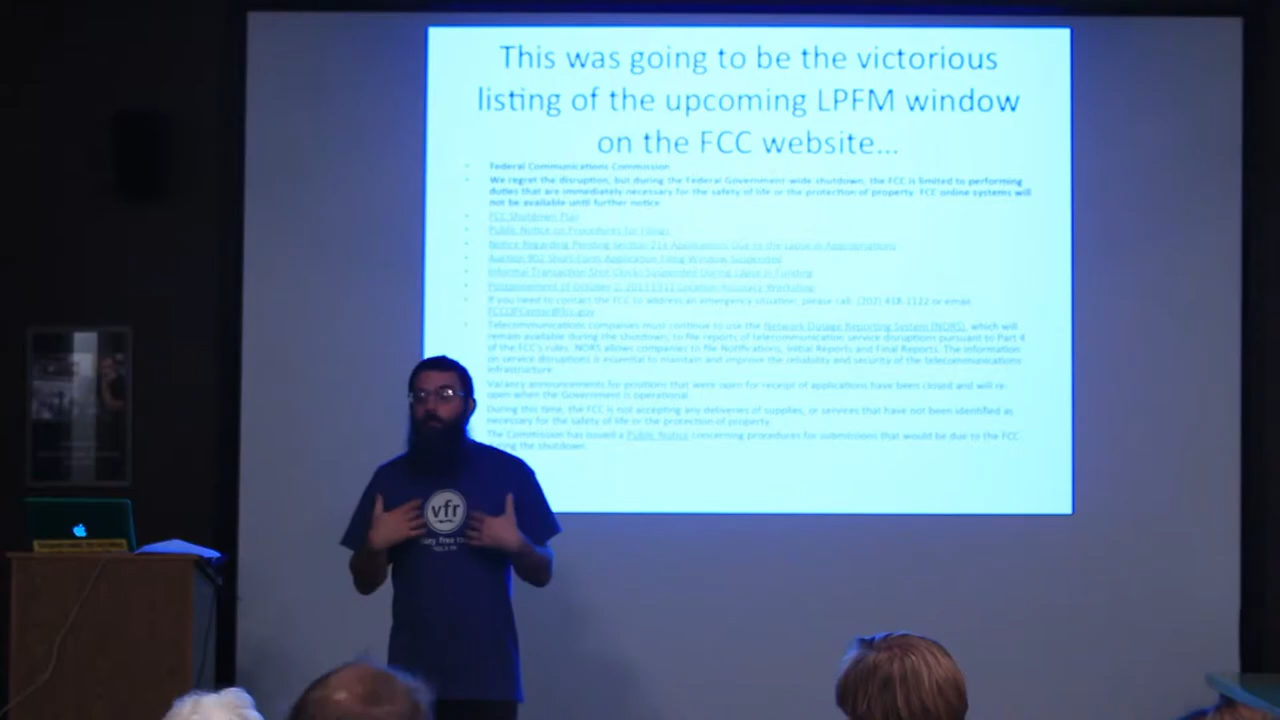 This was going to be the victorious
listing of the upcoming LPFM window
on the FCC website...
Federal Communications Commission
We regret the disruption, but during the Federal Government-wide shutdown, the FCC is limited to performing
duties that are immediately necessary for the safety of life or the protection of property. FCC online systems will
not be available until further notice.
FCC Shutdown Plan
Public Notice on Procedures for Filings
Notice Regarding Pending Section 214 Applications Due to the Lapse in Appropriations
Auction 902 Short-Form Application Filing Window Suspended
Informal Transaction Shot Clocks Suspended During Lapse in Funding
Postponement of October 2, 2013 E911 Location Accuracy Workshop
If you need to contact the FCC to address an emergency situation, please call: (202) 418-1122 or email
FCCOPCenter@fcc.gov
Telecommunications companies must continue to use the Network Outage Reporting System (NORS), which will
remain available during the shutdown, to file reports of telecommunication service disruptions pursuant to Part 4
of the FCC's rules. NORS allows companies to file Notifications, Initial Reports and Final Reports. The information
on service disruptions is essential to maintain and improve the reliability and security of the telecommunications
infrastructure.
Vacancy announcements for positions that were open for receipt of applications have been closed and will re-
open when the Government is operational.
During this time, the FCC is not accepting any deliveries of supplies, or services that have not been identified as
necessary for the safety of life or the protection of property.
The Commission has issued a Public Notice concerning procedures for submissions that would be due to the FCC
during the shutdown.
vfr
free